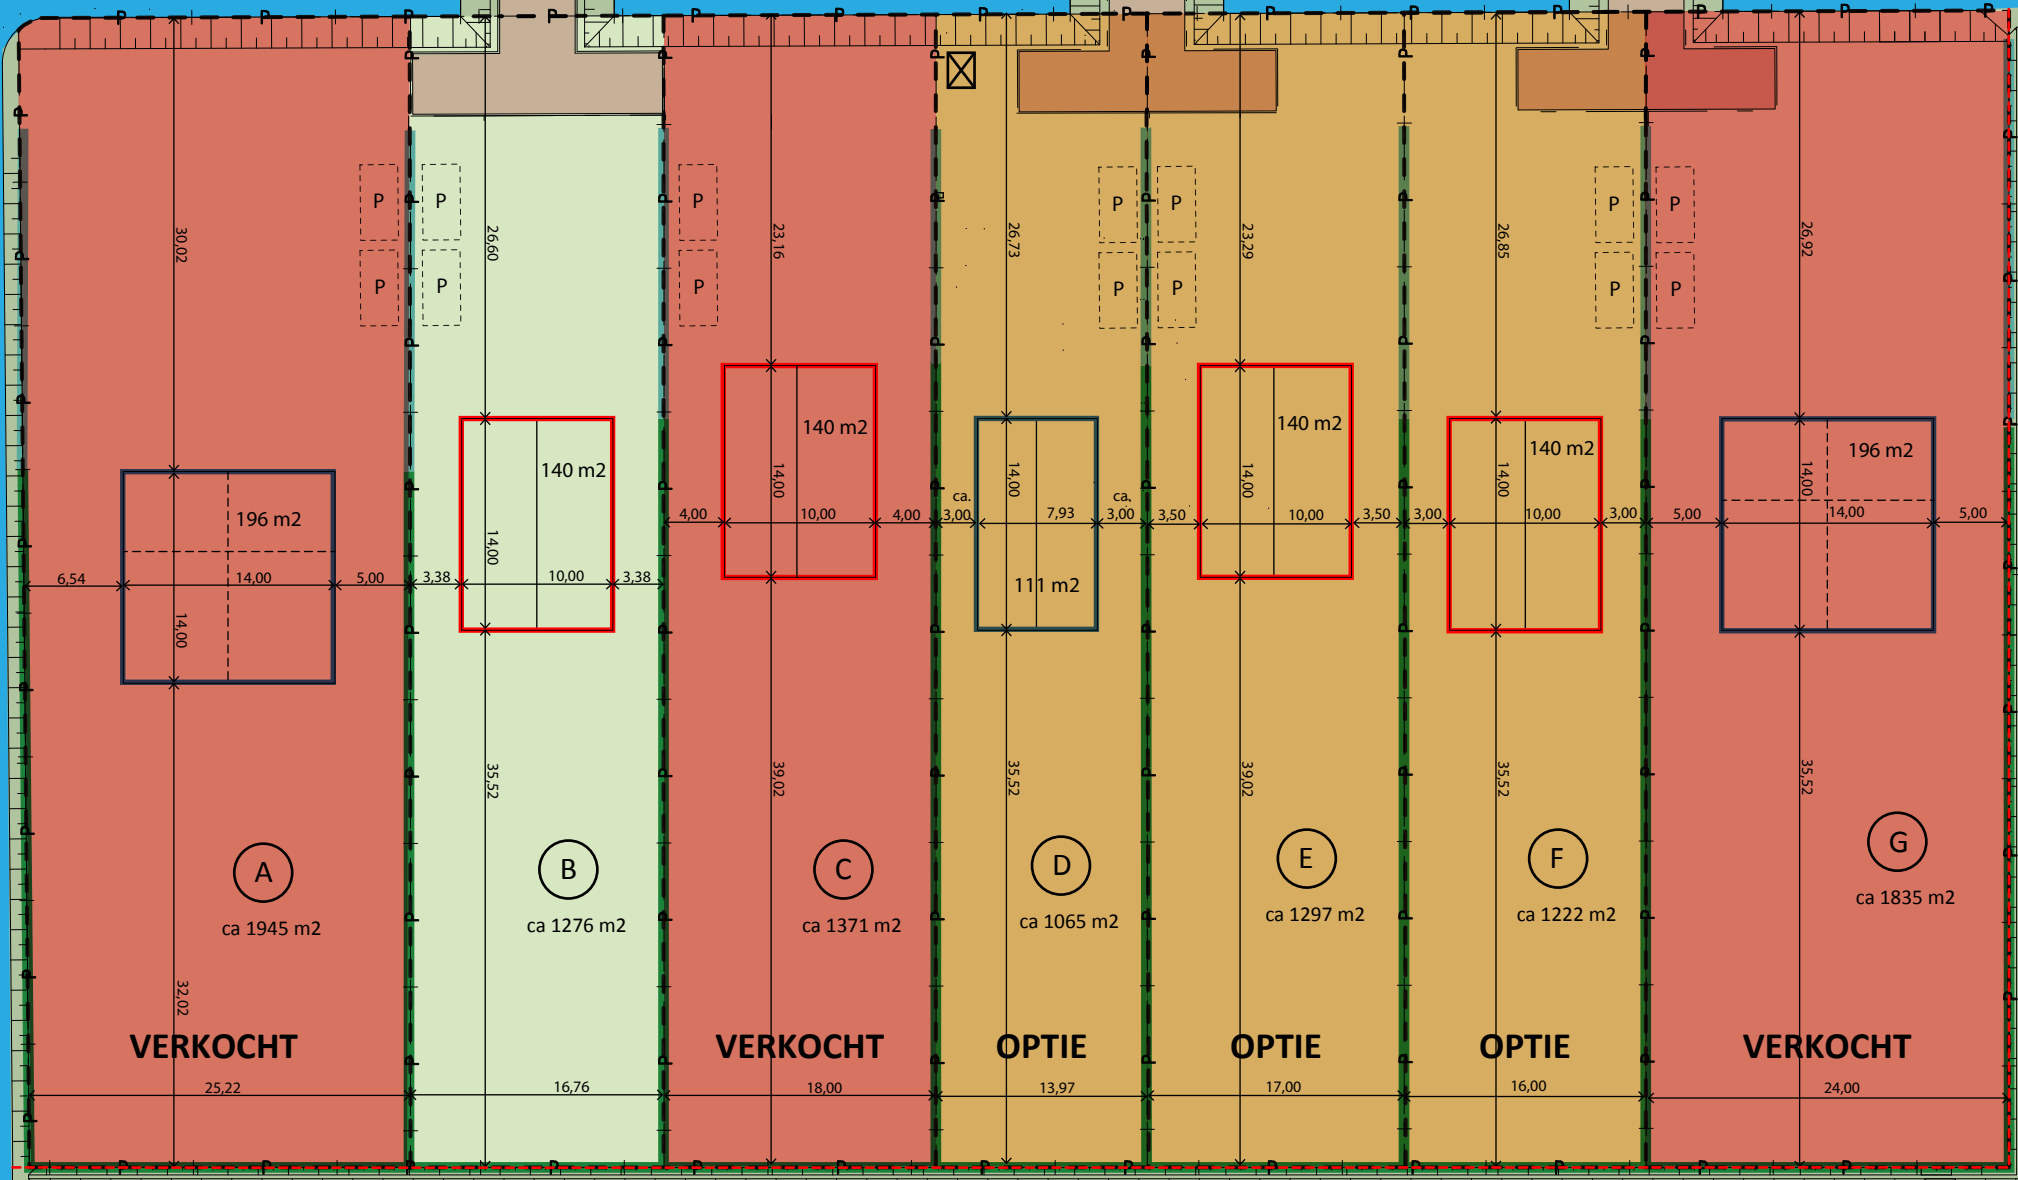 P P P P P P P P P P P P P P
P P P P P P P
P P P P P P P
30,02 26,60 23,16 26,73 23,29 26,85 26,92
P P P P P P P
140 m2 140 m2 140 m2 196 m2
140 m2
14,00 14,00 14,00 14,00 14,00
ca. ca.
196 m2
4,00 10,00 4,00 3,00 7,93 3,00 3,50 10,00 3,50 3,00 10,00 3,00 5,00 14,00 5,00
14,00
111 m2
6,54 14,00 5,00 3,38 10,00 3,38
14,00
35,52 39,02 35,52 39,02 35,52 35,52
A B C D E F G
ca 1945 m2 ca 1276 m2 ca 1371 m2 ca 1065 m2 ca 1297 m2 ca 1222 m2 ca 1835 m2
32,02
VERKOCHT VERKOCHT OPTIE OPTIE OPTIE VERKOCHT
25,22 16,76 18,00 13,97 17,00 16,00 24,00
P P P P P P P P P P P P P